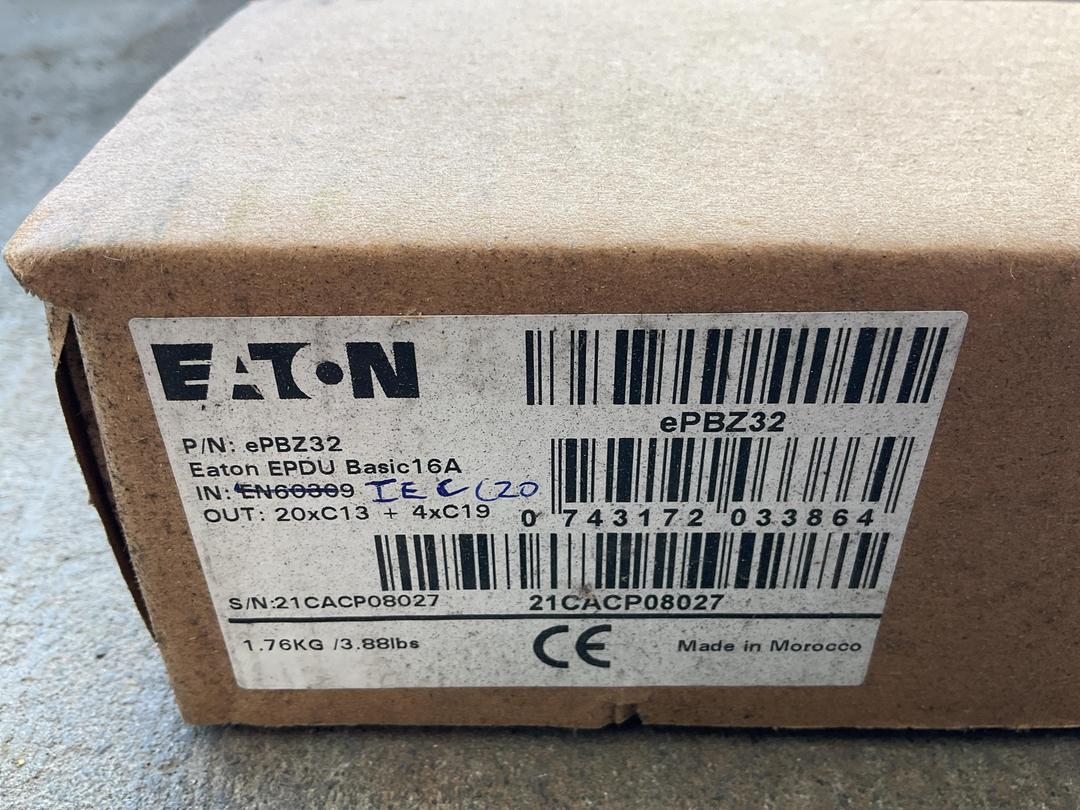 EATON
ePBZ32
P/N: ePBZ32
Eaton EPDU Basic16A
IN: EN60309 IEC C20
OUT: 20xC13 + 4xC19
0 743172 033864
S/N:21CACP08027
21CACP08027
1.76KG /3.88lbs
CE
Made in Morocco